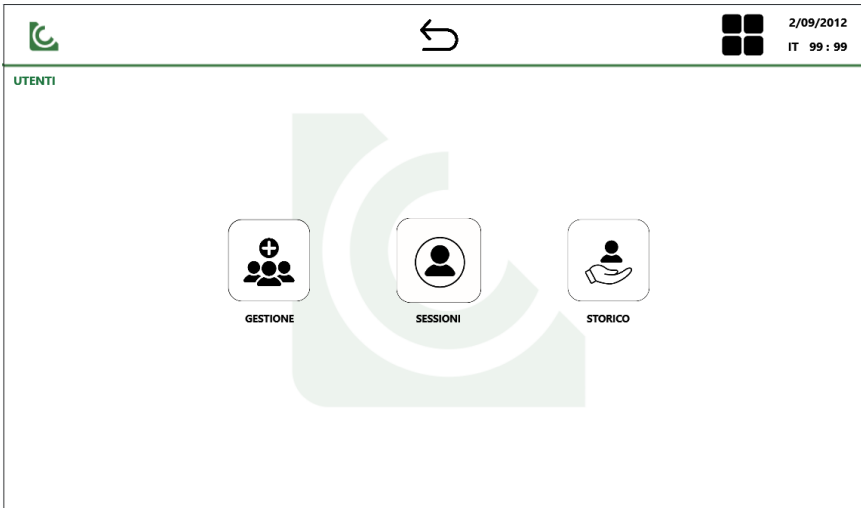 2/09/2012
IT 99 : 99
UTENTI
GESTIONE
SESSIONI
STORICO